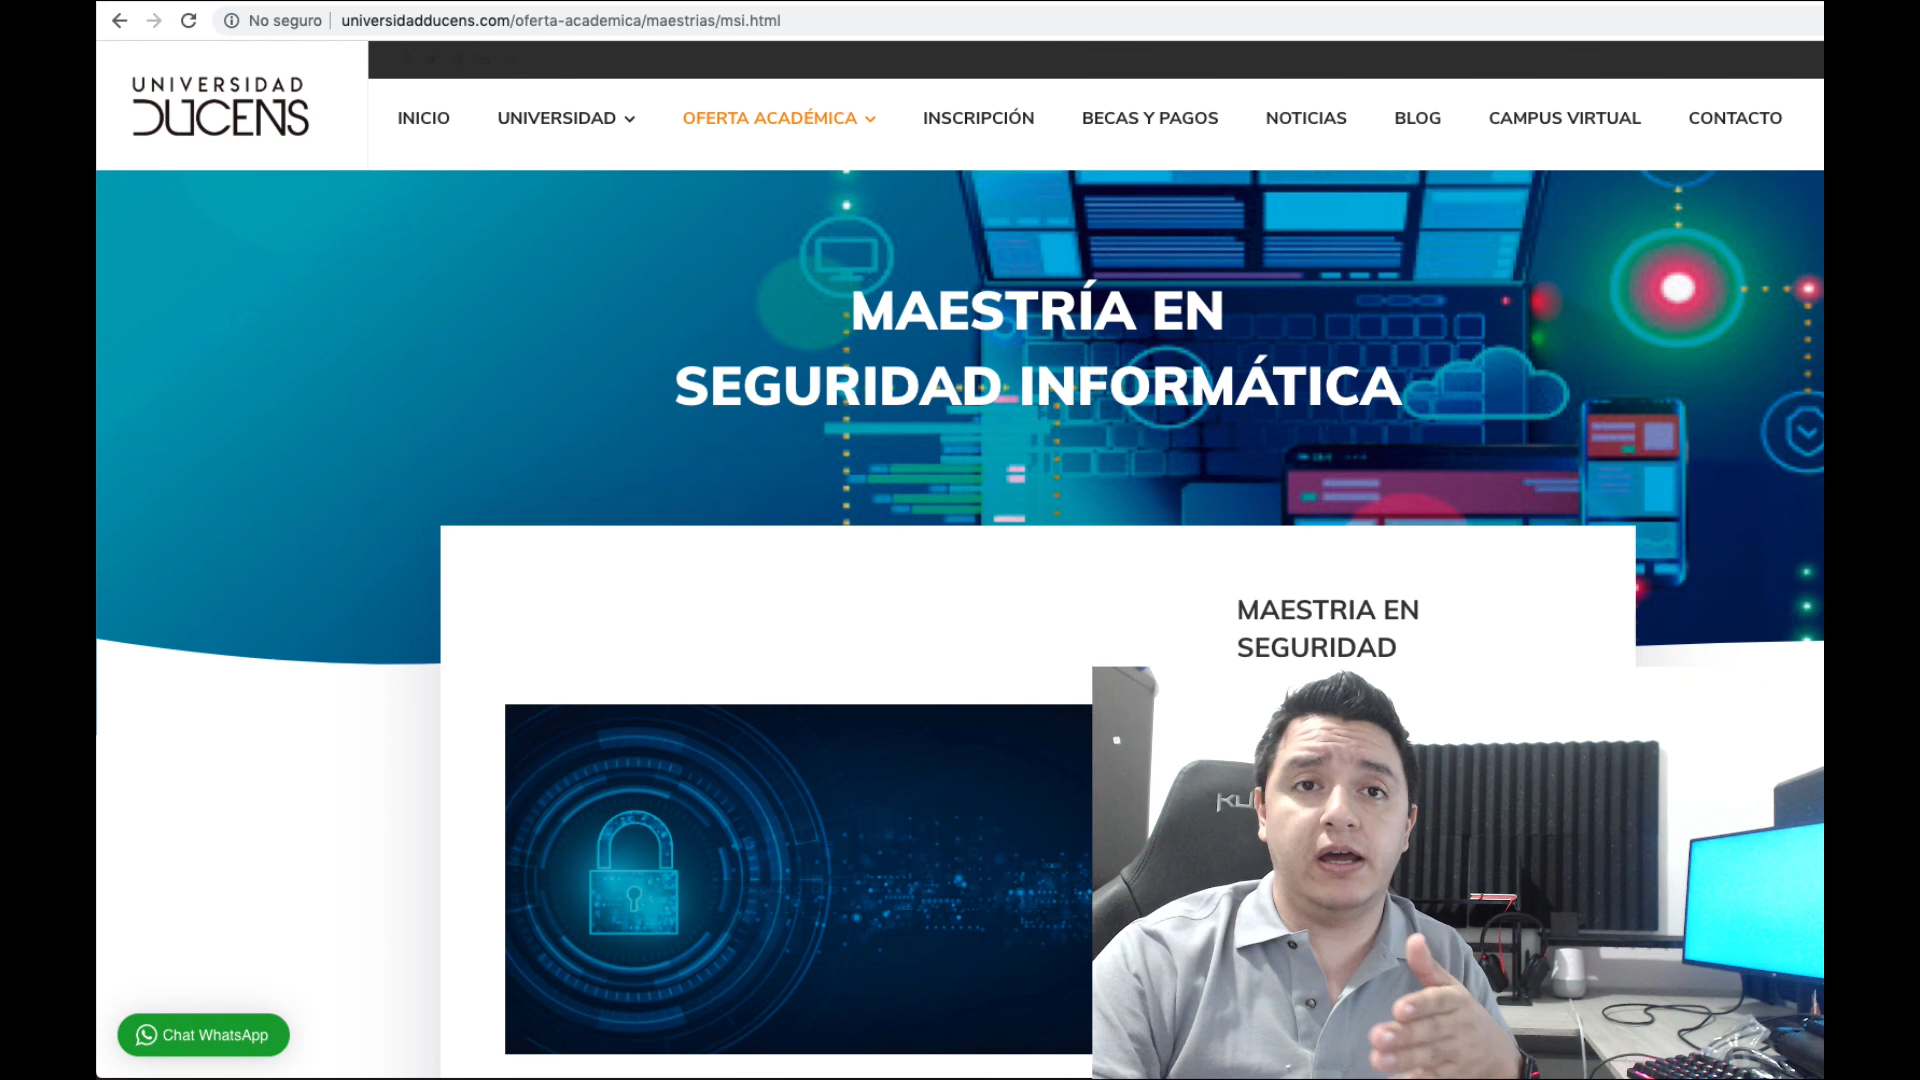 No seguro universidadducens.com/oferta-academica/maestrias/msi.html
UNIVERSIDAD
DUCENS
INICIO UNIVERSIDAD OFERTA ACADÉMICA INSCRIPCIÓN BECAS Y PAGOS NOTICIAS BLOG CAMPUS VIRTUAL CONTACTO
MAESTRÍA EN
SEGURIDAD INFORMÁTICA
MAESTRIA EN
SEGURIDAD
Chat WhatsApp